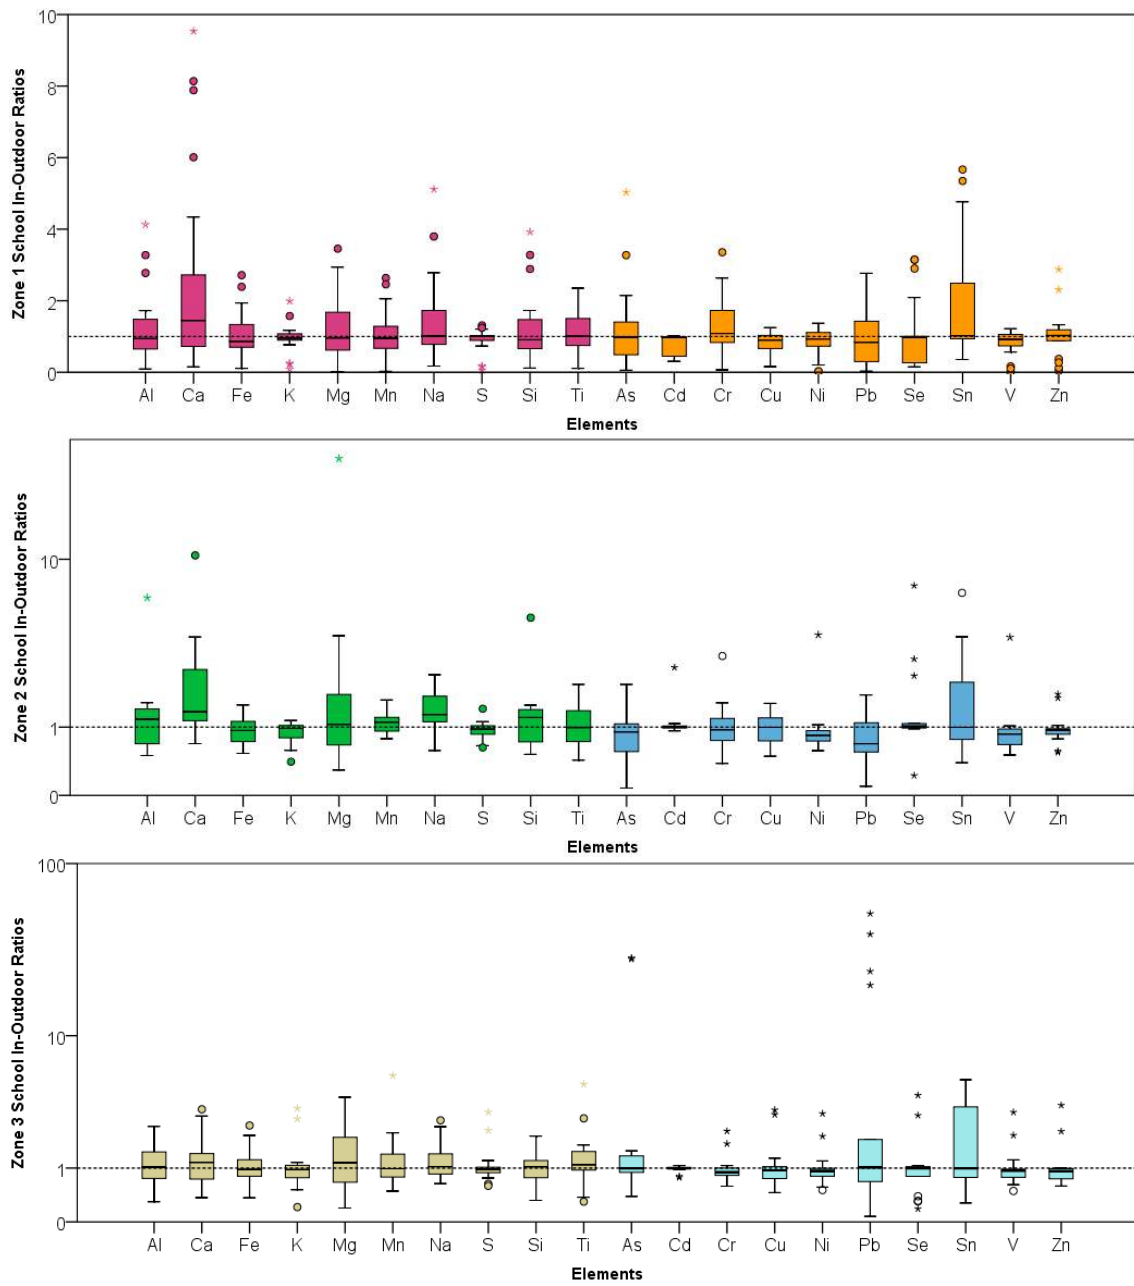 Zone 1 School In-Outdoor Ratios
10
8
6
4
2
0
Al Ca Fe K Mg Mn Na S Si Ti As Cd Cr Cu Ni Pb Se Sn V Zn
Elements
Zone 2 School In-Outdoor Ratios
10
1
0
Al Ca Fe K Mg Mn Na S Si Ti As Cd Cr Cu Ni Pb Se Sn V Zn
Elements
Zone 3 School In-Outdoor Ratios
100
10
1
0
Al Ca Fe K Mg Mn Na S Si Ti As Cd Cr Cu Ni Pb Se Sn V Zn
Elements